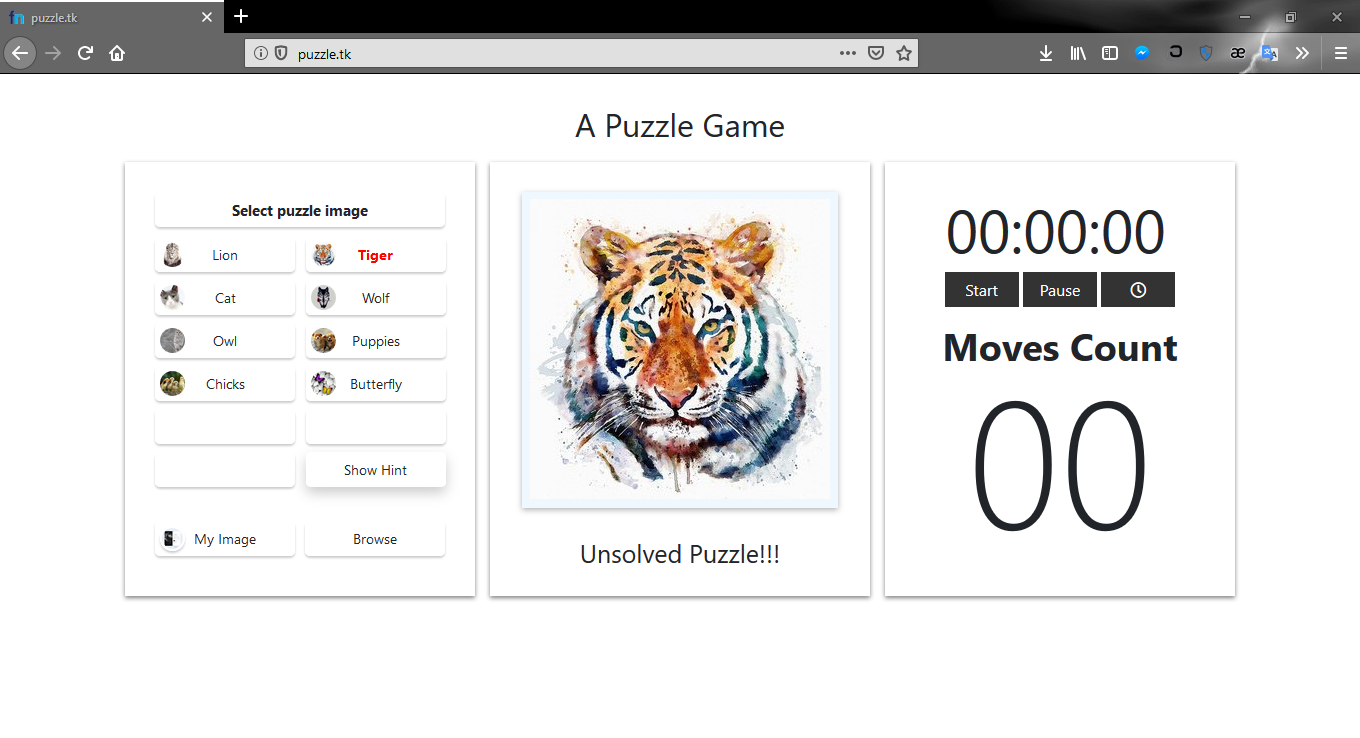 puzzle.tk
puzzle.tk
A Puzzle Game
Select puzzle image
Lion
Tiger
Cat
Wolf
Owl
Puppies
Chicks
Butterfly
Show Hint
My Image
Browse
Unsolved Puzzle!!!
00:00:00
Start
Pause
Moves Count
00